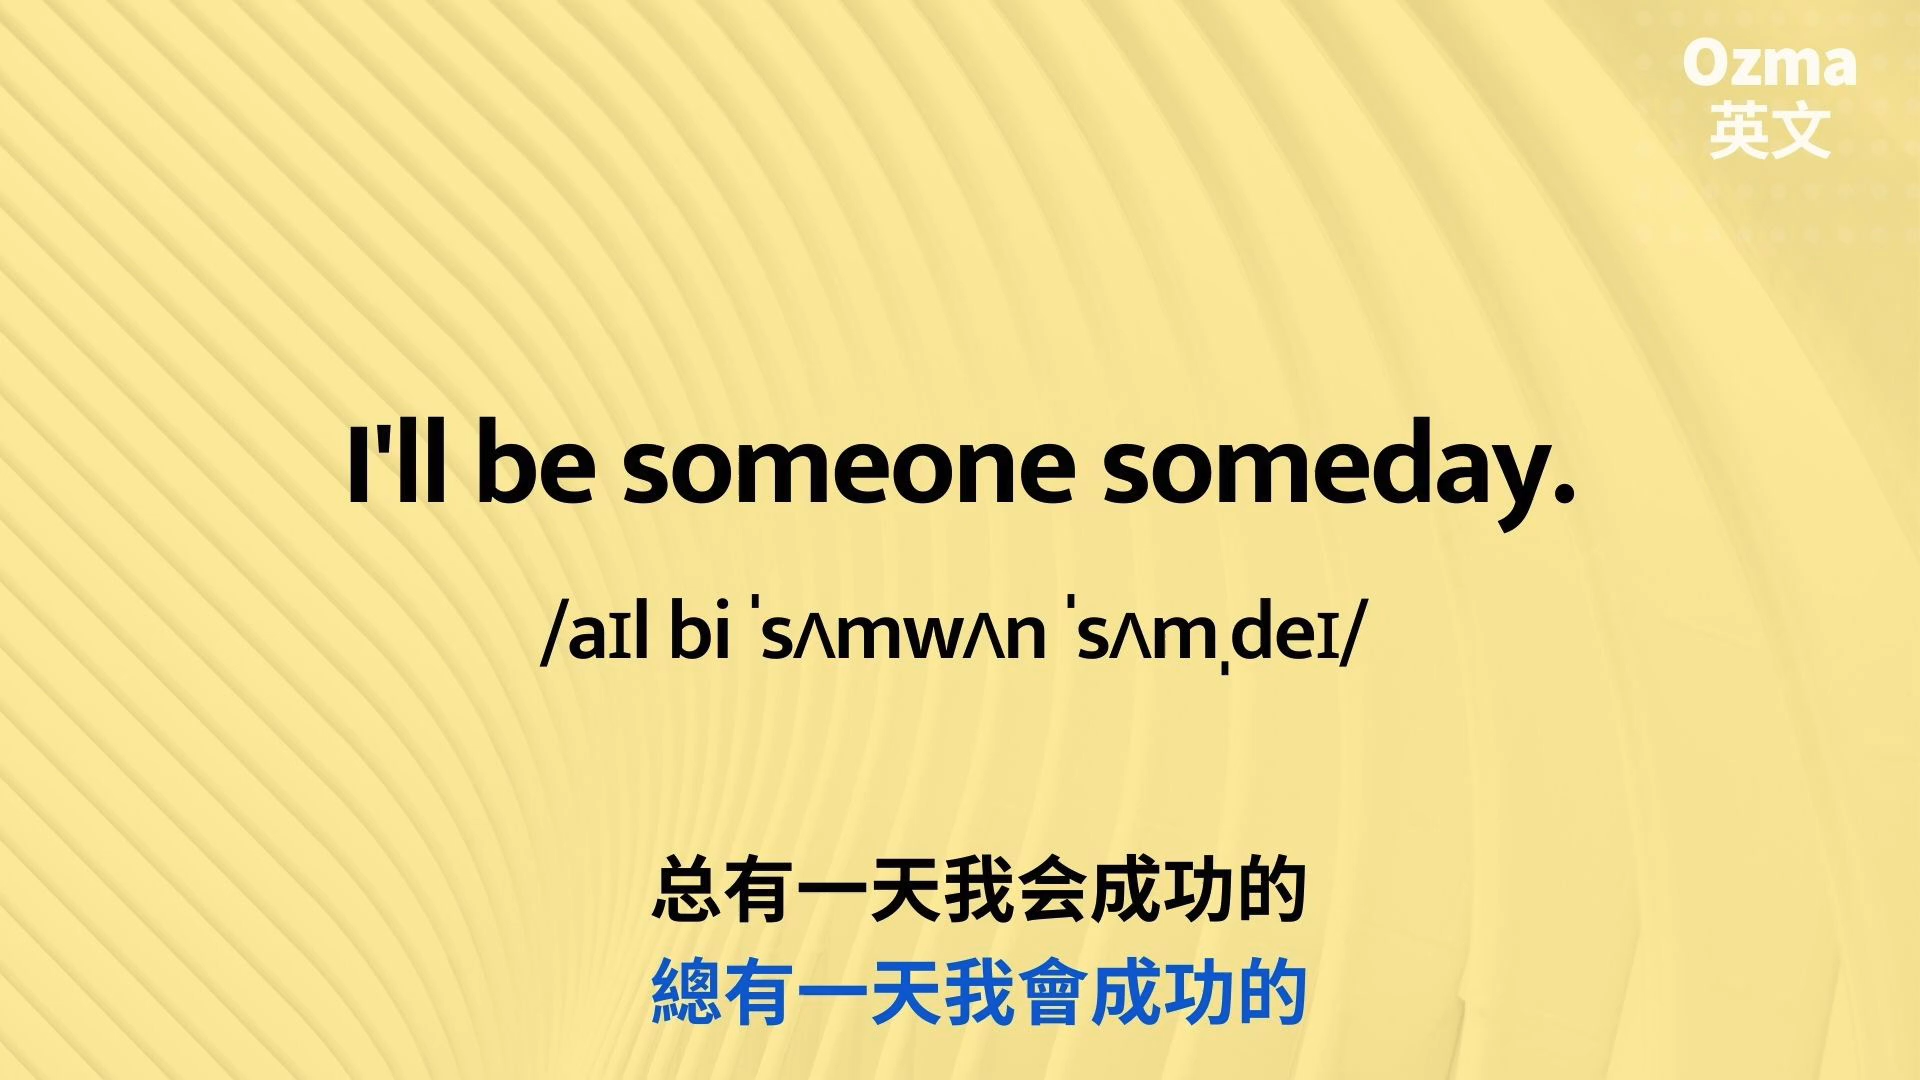 Ozma
英文
I'll be someone someday.
/aɪl bi ˈsʌmwʌn ˈsʌmˌdeɪ/
总有一天我会成功的
總有一天我會成功的